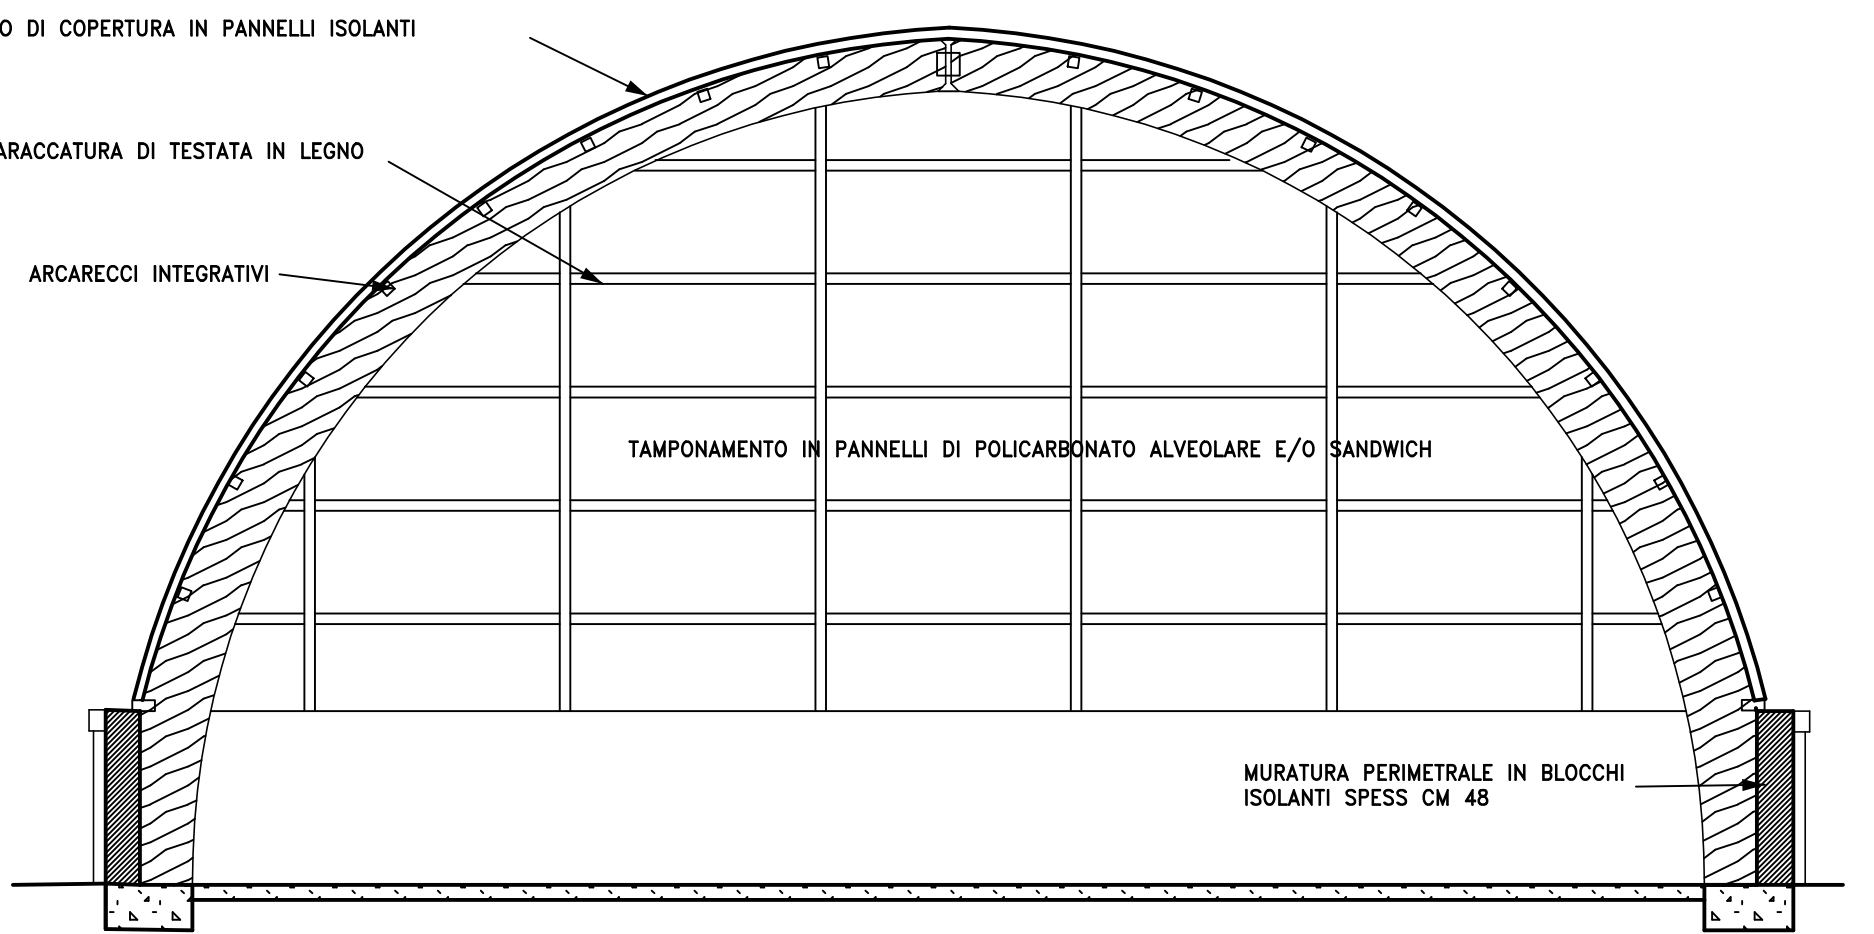 O DI COPERTURA IN PANNELLI ISOLANTI
ARACCATURA DI TESTATA IN LEGNO
ARCARECCI INTEGRATIVI
TAMPONAMENTO IN PANNELLI DI POLICARBONATO ALVEOLARE E/O SANDWICH
MURATURA PERIMETRALE IN BLOCCHI
ISOLANTI SPESS CM 48